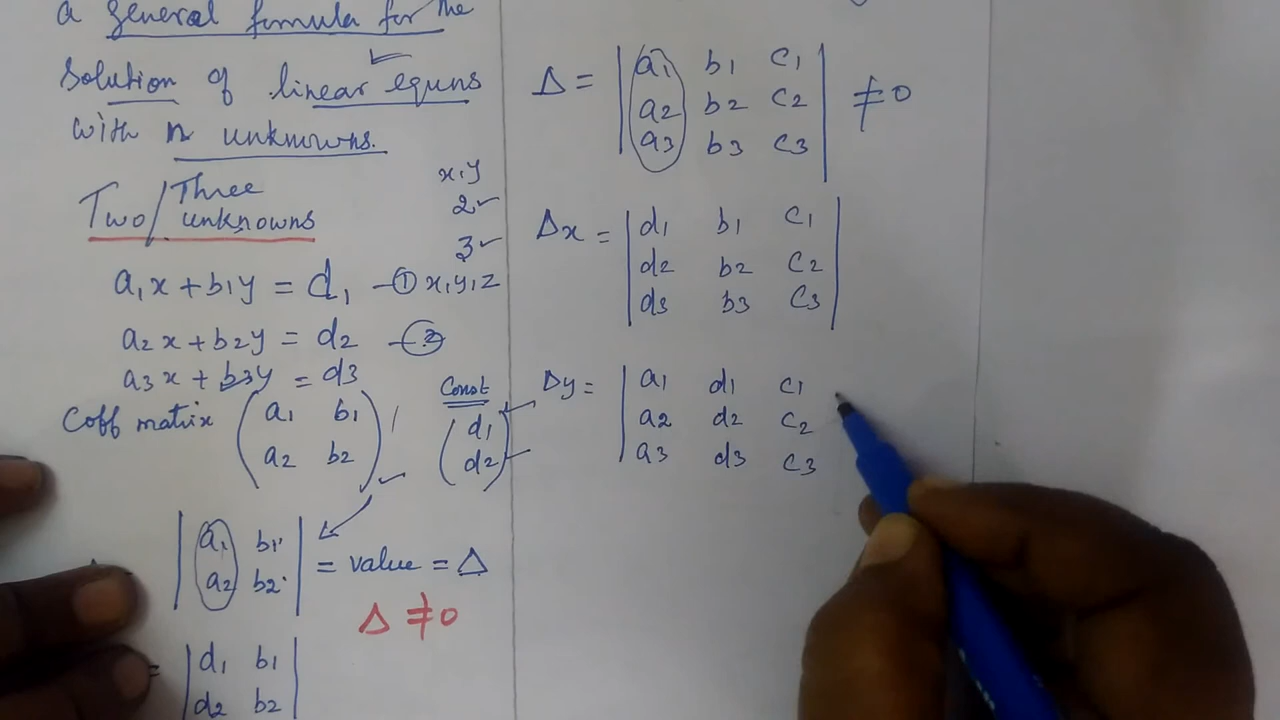 a general formula for the
Solution of linear equns
with n unknowns.
Two/Three unknowns
x,y
2
3
x,y,z
a1x + b1y = d1 —①
a2x + b2y = d2 —②
a3x + b3y = d3
Coff matrix ( a1 b1
a2 b2 )
Const
( d1
d2 )
| a1 b1
a2 b2 | = value = Δ
Δ ≠ 0
= | d1 b1
d2 b2 |
Δ = | a1 b1 c1
a2 b2 c2
a3 b3 c3 | ≠ 0
Δx = | d1 b1 c1
d2 b2 c2
d3 b3 c3 |
Δy = | a1 d1 c1
a2 d2 c2
a3 d3 c3